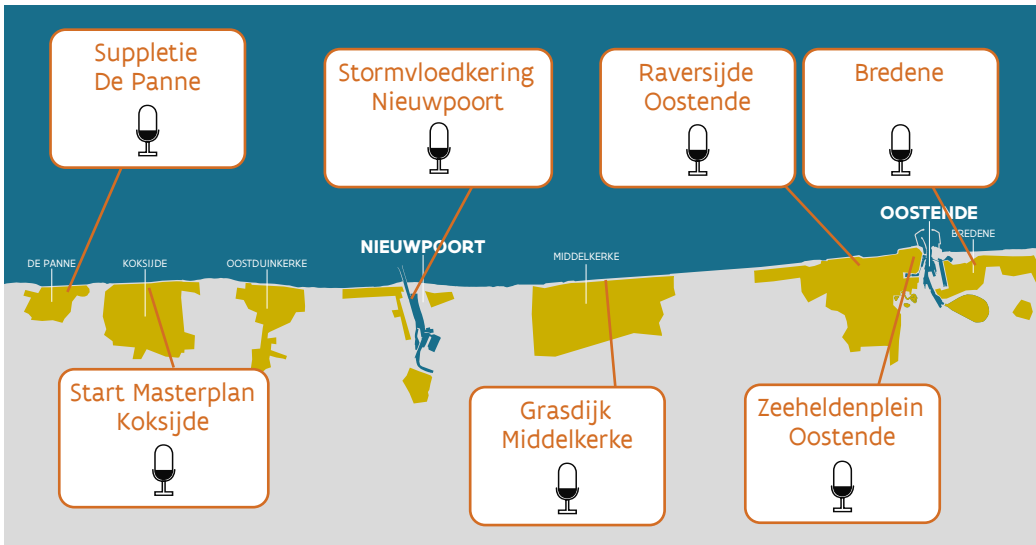 Suppletie
De Panne
Stormvloedkering
Nieuwpoort
Raversijde
Oostende
Bredene
OOSTENDE
BREDENE
NIEUWPOORT
MIDDELKERKE
DE PANNE
KOKSIJDE
OOSTDUINKERKE
Start Masterplan
Koksijde
Grasdijk
Middelkerke
Zeeheldenplein
Oostende